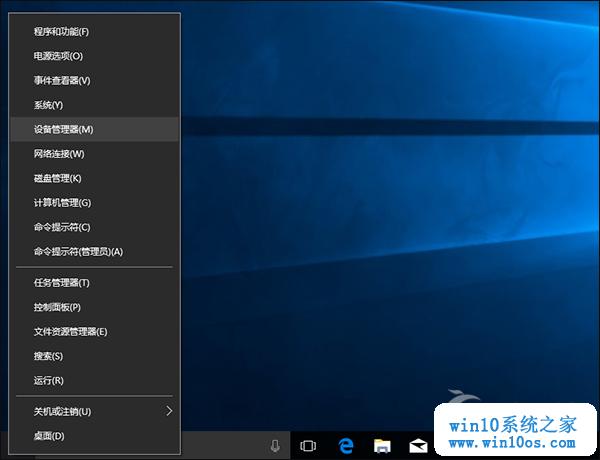 程序和功能(F)
电源选项(O)
事件查看器(V)
系统(Y)
设备管理器(M)
网络连接(W)
磁盘管理(K)
计算机管理(G)
命令提示符(C)
命令提示符(管理员)(A)
任务管理器(T)
控制面板(P)
文件资源管理器(E)
搜索(S)
运行(R)
关机或注销(U)
桌面(D)
win10系统之家
www.win10os.com